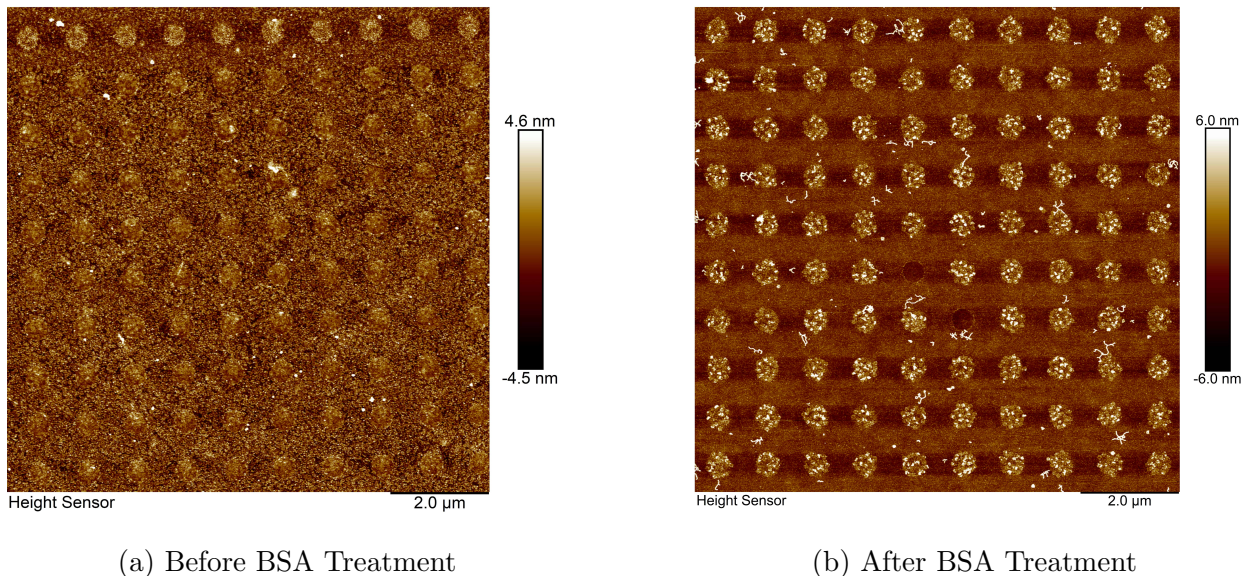 4.6 nm
-4.5 nm
Height Sensor
2.0 µm
(a) Before BSA Treatment
6.0 nm
-6.0 nm
Height Sensor
2.0 µm
(b) After BSA Treatment